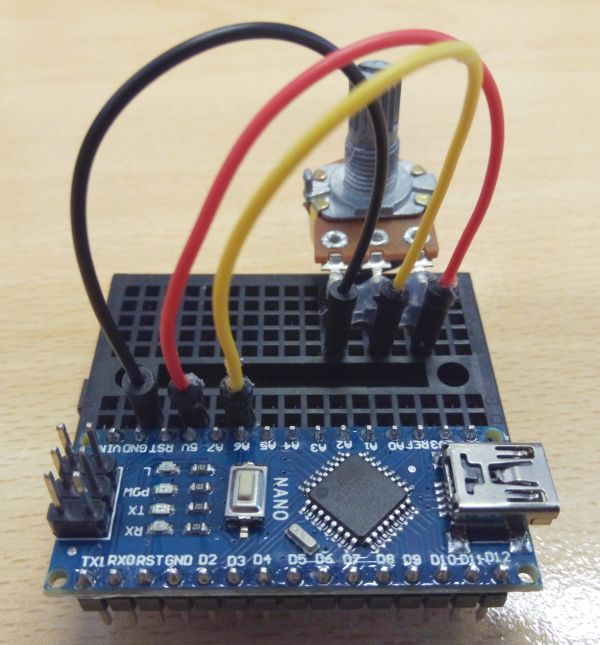 VIN GND RST 5V A7 A6 A5 A4 A3 A2 A1 A0 REF 3V3
L
POW
TX
RX
NANO
TX1 RX0 RST GND D2 D3 D4 D5 D6 D7 D8 D9 D10 D11 D12